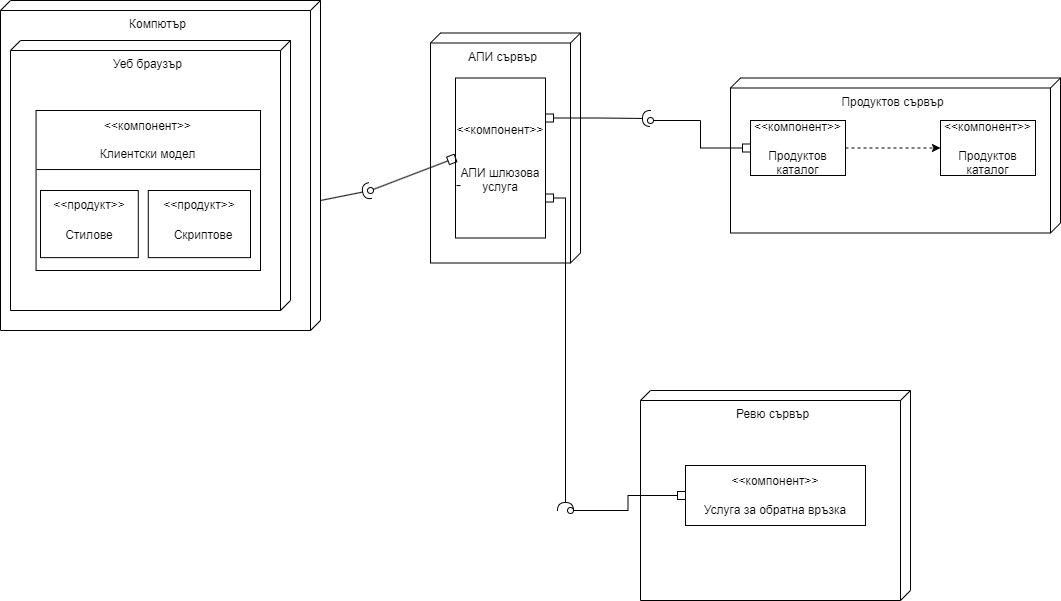 Компютър
Уеб браузър
<<компонент>>
Клиентски модел
<<продукт>>
Стилове
<<продукт>>
Скриптове
АПИ сървър
<<компонент>>
АПИ шлюзова
услуга
Продуктов сървър
<<компонент>>
Продуктов
каталог
<<компонент>>
Продуктов
каталог
Ревю сървър
<<компонент>>
Услуга за обратна връзка